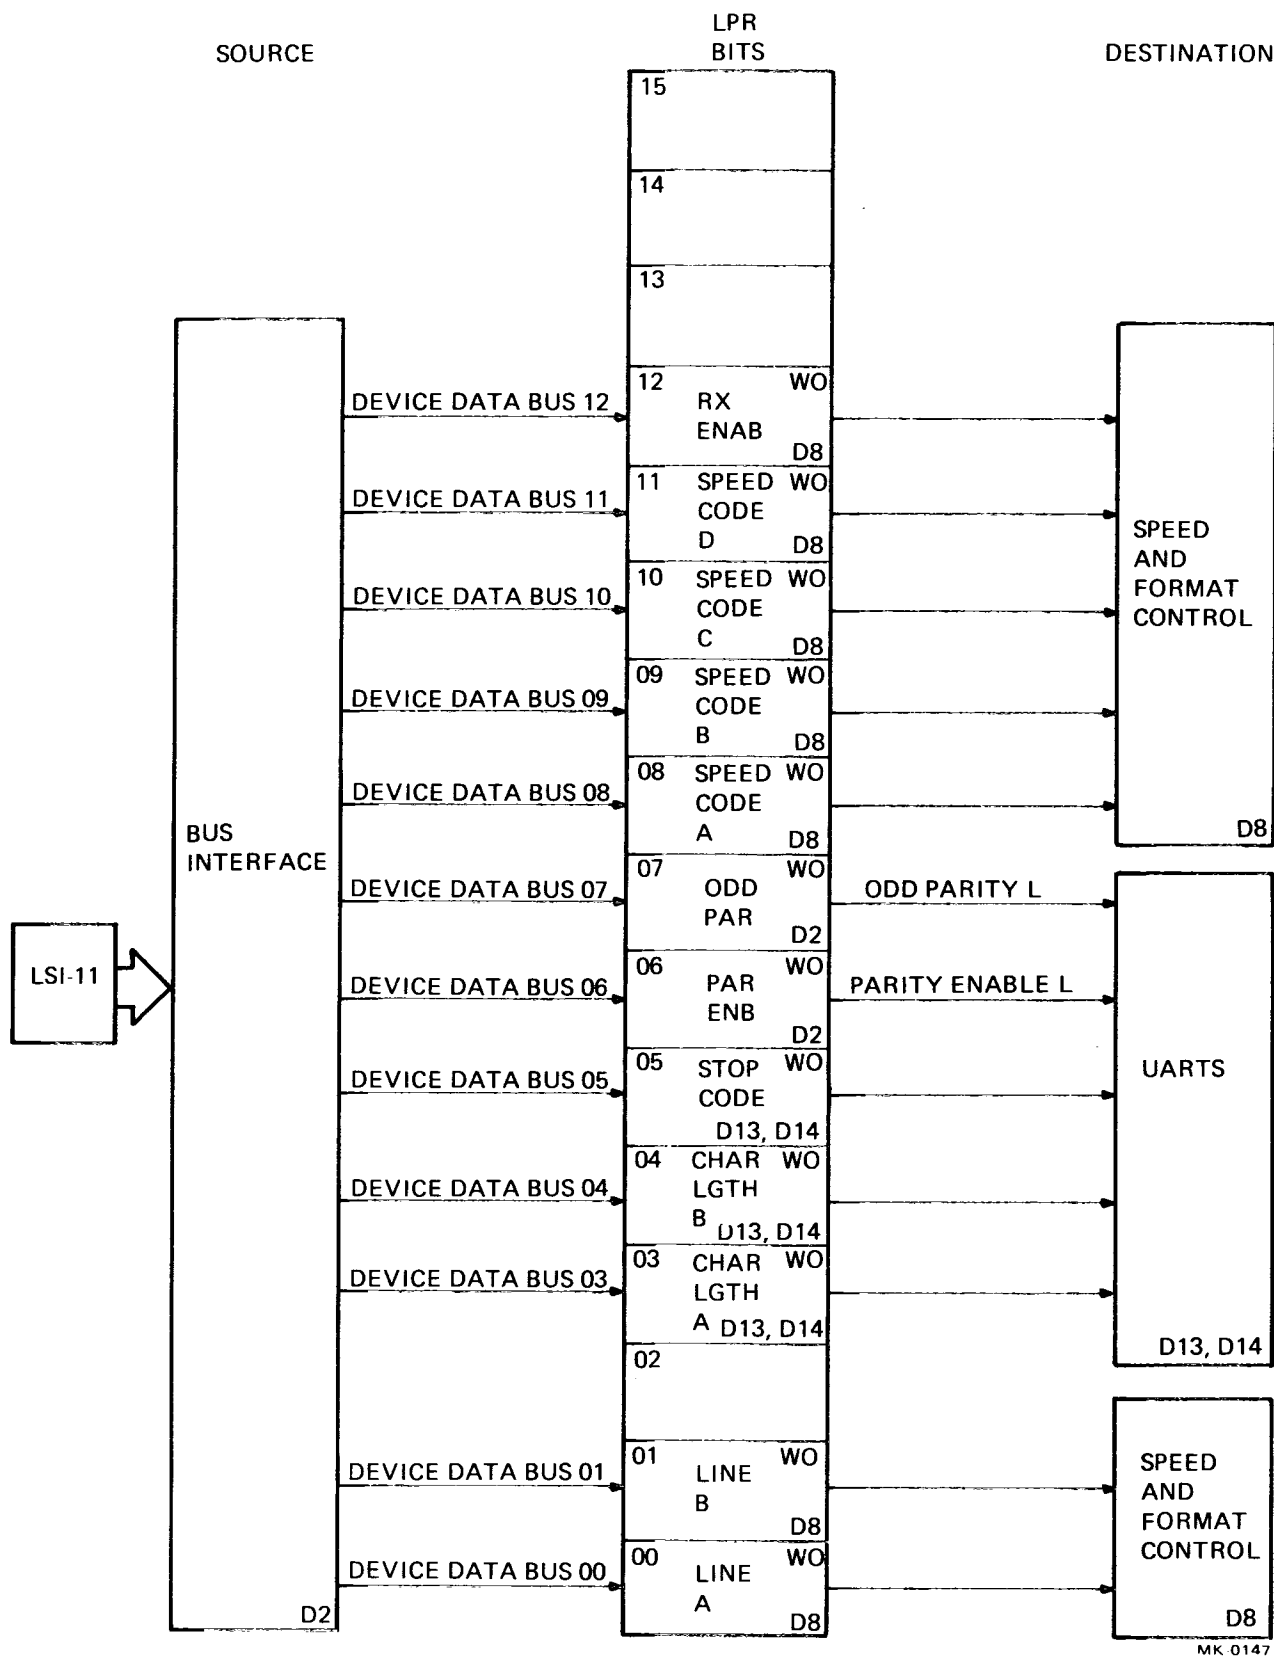 LPR
SOURCE
BITS
DESTINATION
15
14
13
12
WO
RX
ENAB
D8
DEVICE DATA BUS 12
11
SPEED
WO
CODE
D
D8
DEVICE DATA BUS 11
10
SPEED
WO
CODE
C
D8
DEVICE DATA BUS 10
09
SPEED
WO
CODE
B
D8
DEVICE DATA BUS 09
08
SPEED
WO
CODE
A
D8
DEVICE DATA BUS 08
SPEED
AND
FORMAT
CONTROL
D8
BUS
INTERFACE
07
WO
ODD
PAR
D2
DEVICE DATA BUS 07
ODD PARITY L
LSI-11
06
WO
PAR
ENB
D2
DEVICE DATA BUS 06
PARITY ENABLE L
05
WO
STOP
CODE
D13, D14
DEVICE DATA BUS 05
UARTS
04
CHAR
WO
LGTH
B
D13, D14
DEVICE DATA BUS 04
03
CHAR
WO
LGTH
A
D13, D14
DEVICE DATA BUS 03
D13, D14
02
01
WO
LINE
B
D8
DEVICE DATA BUS 01
SPEED
AND
FORMAT
CONTROL
00
WO
LINE
A
D8
DEVICE DATA BUS 00
D2
D8
MK-0147